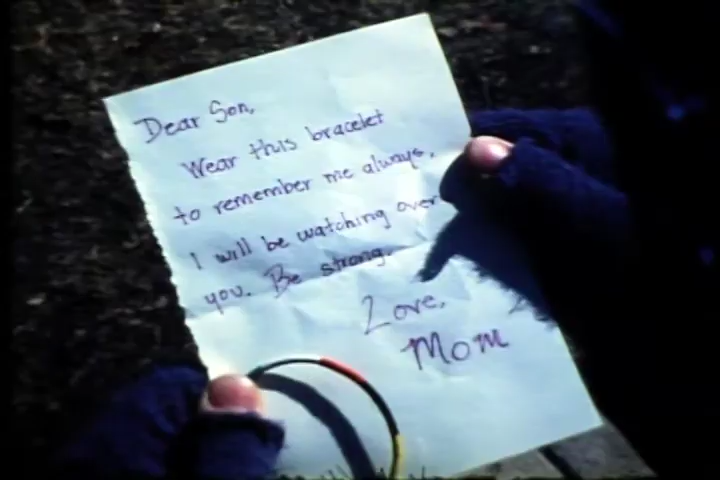 Dear Son,
Wear this bracelet
to remember me always.
I will be watching over
you. Be strong.
Love,
Mom